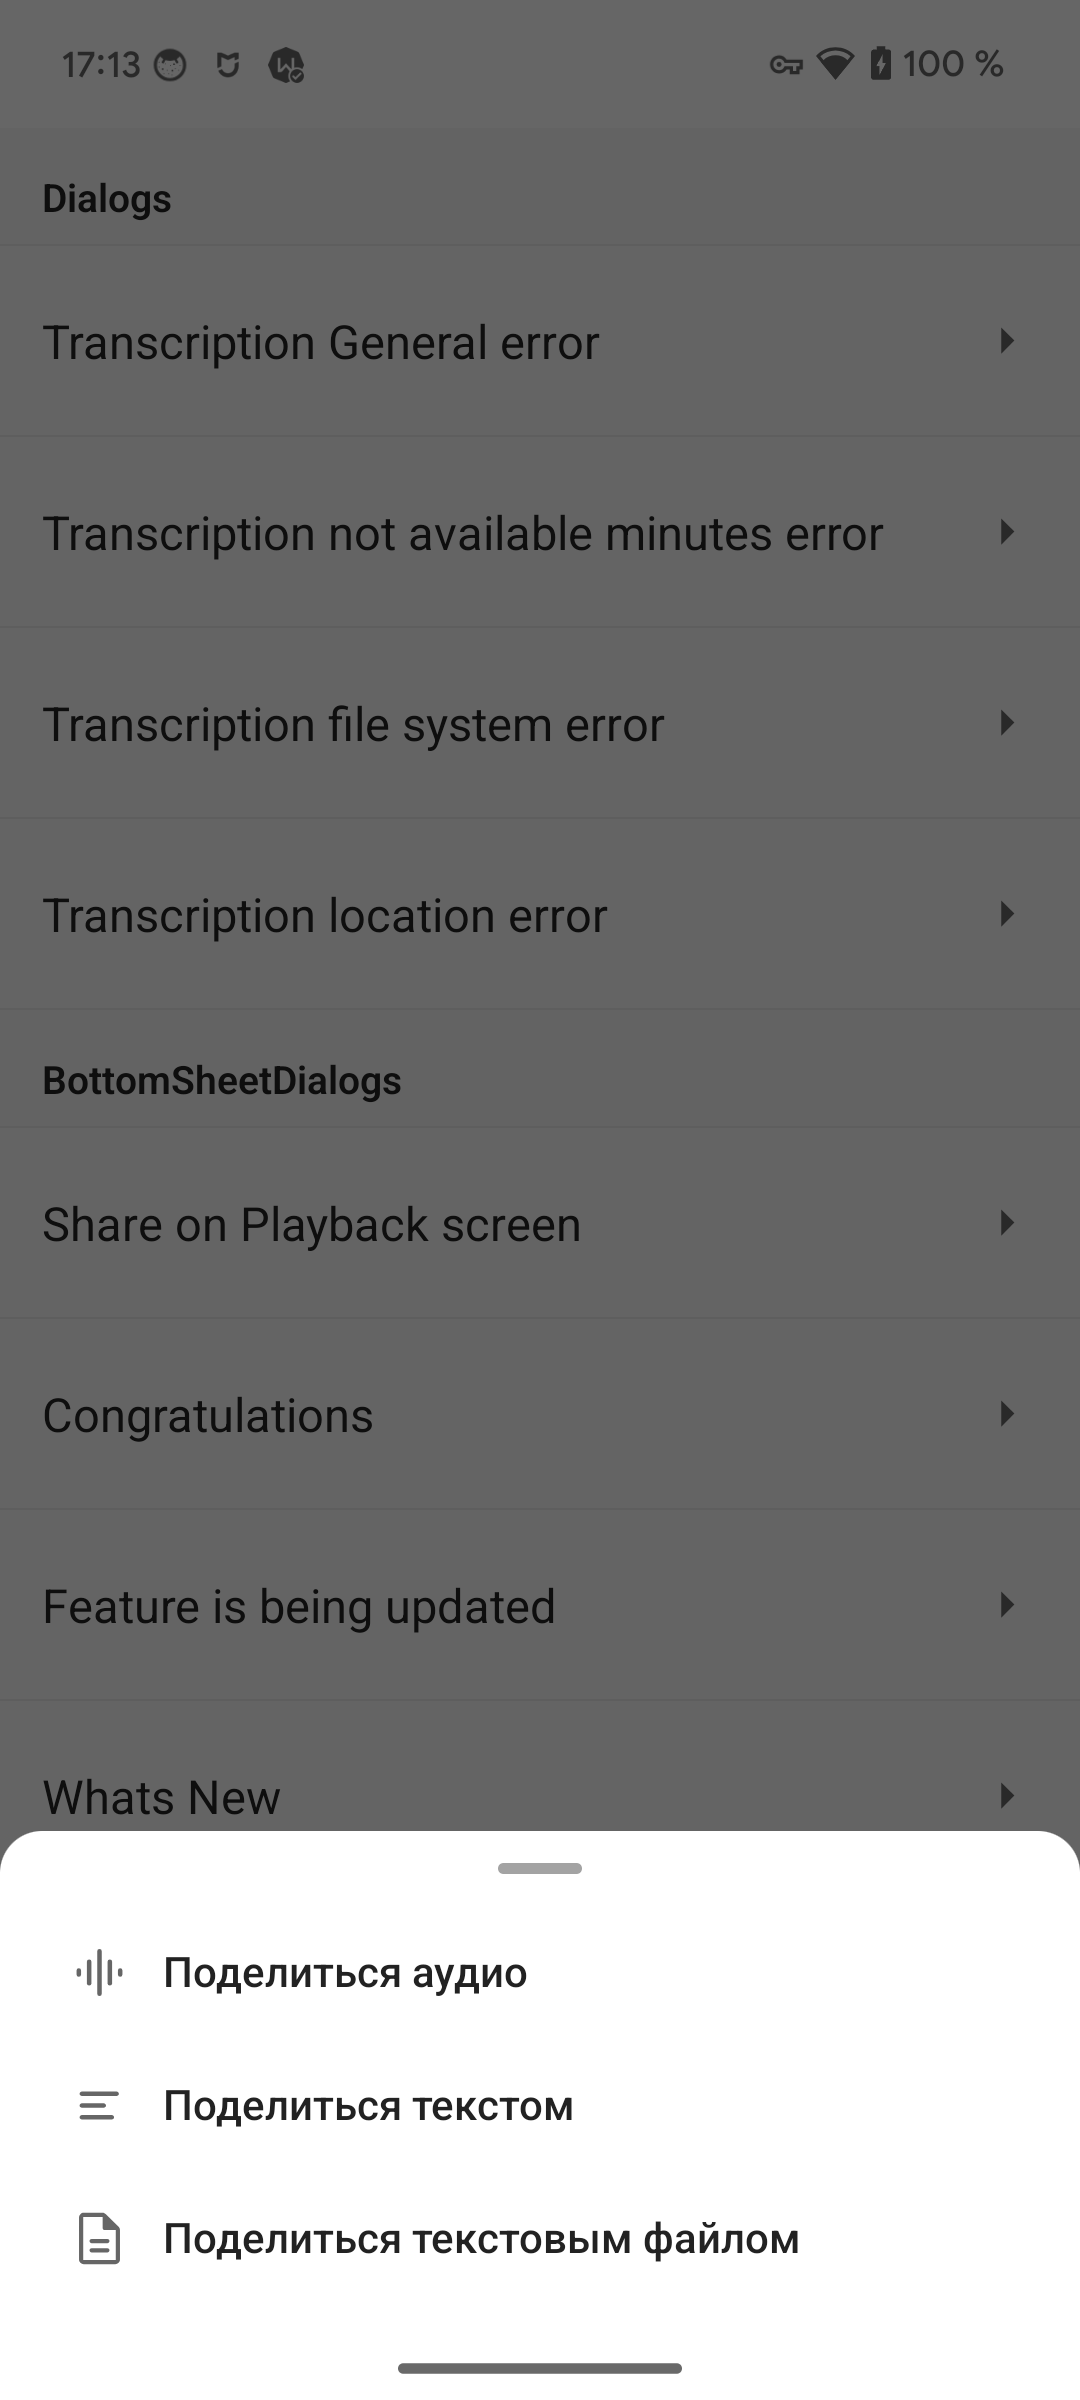 17:13
100 %
Dialogs
Transcription General error
Transcription not available minutes error
Transcription file system error
Transcription location error
BottomSheetDialogs
Share on Playback screen
Congratulations
Feature is being updated
Whats New
Поделиться аудио
Поделиться текстом
Поделиться текстовым файлом